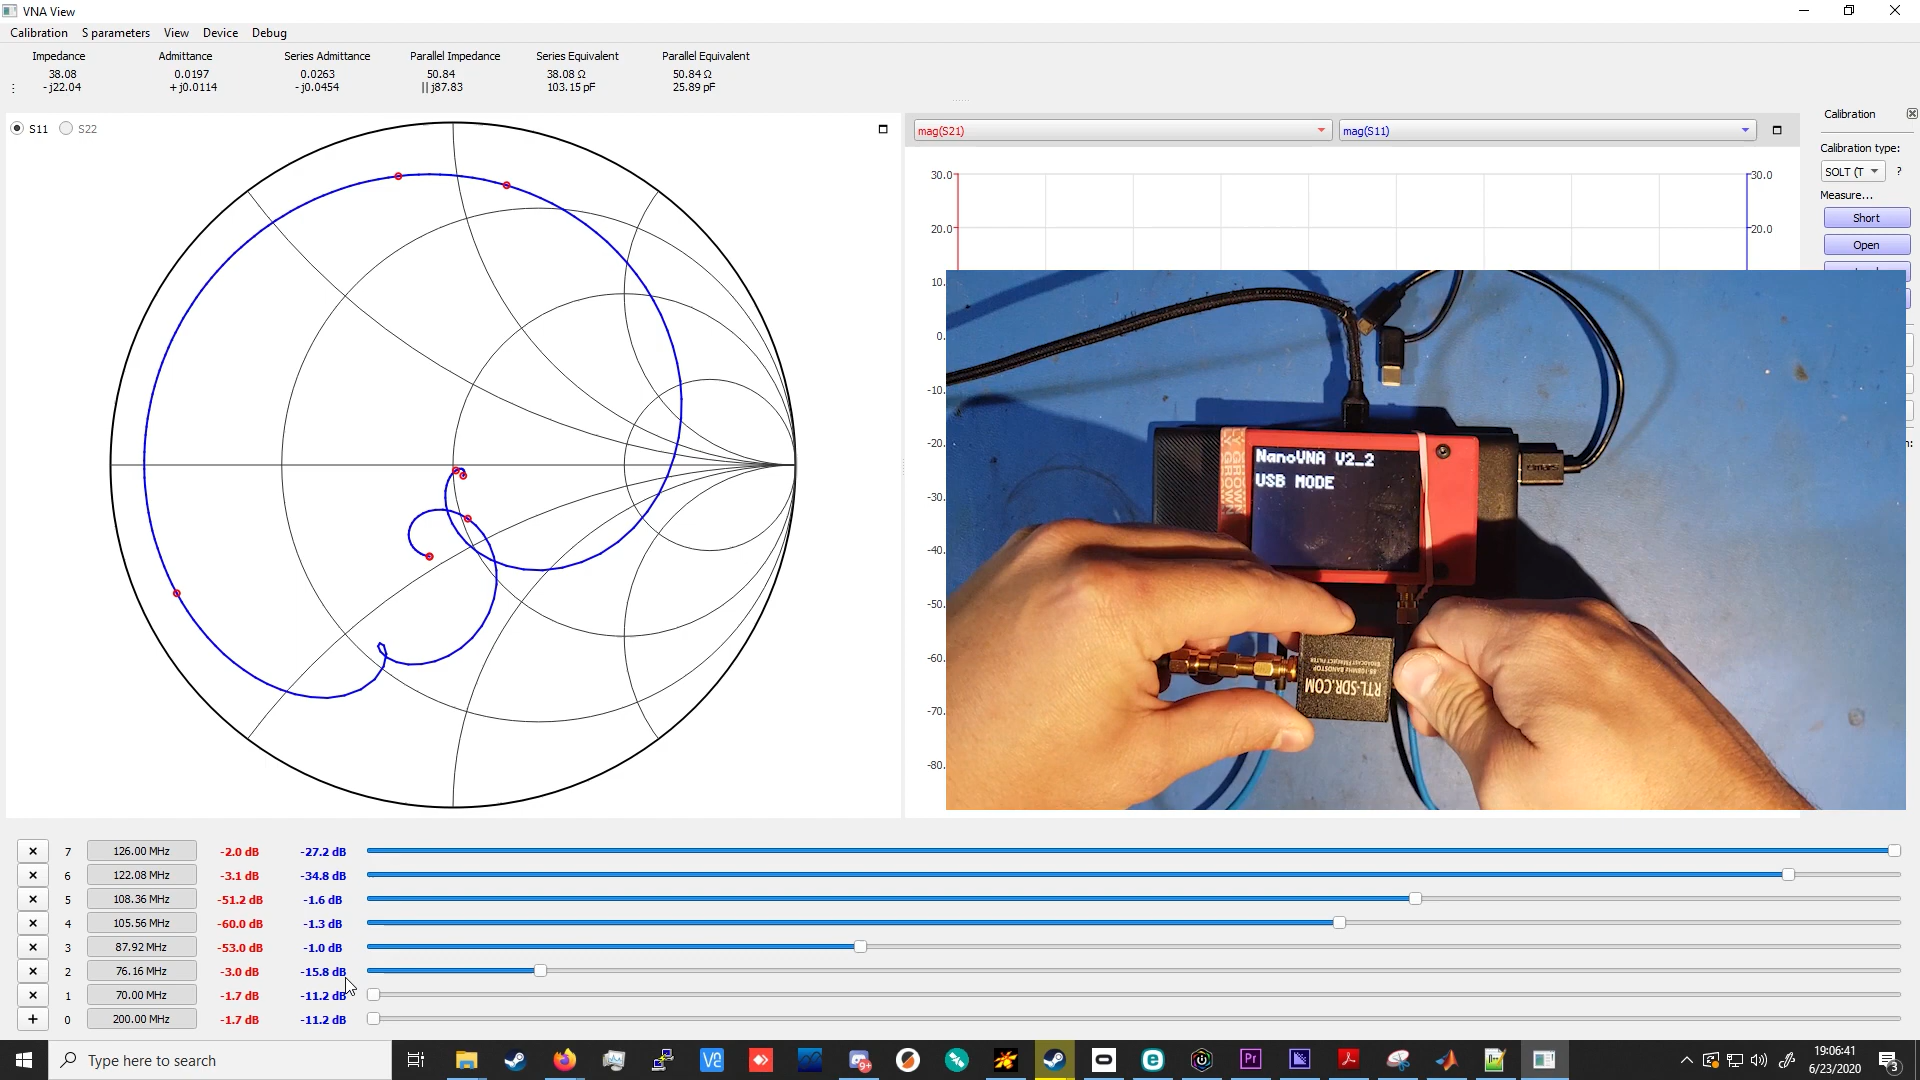 VNA View
Calibration S parameters View Device Debug
Impedance Admittance Series Admittance Parallel Impedance Series Equivalent Parallel Equivalent
38.08 0.0197 0.0263 50.84 38.08 Ω 50.84 Ω
- j22.04 + j0.0114 - j0.0454 || j87.83 103.15 pF 25.89 pF
S11 S22
mag(S21) mag(S11)
30.0 30.0
20.0 20.0
10.
0.
-10.
-20.
-30.
-40.
-50.
-60.
-70.
-80.
Calibration
Calibration type:
SOLT (T ?
Measure...
Short
Open
NanoVNA V2_2
USB MODE
RTL-SDR.COM
BROADCAST FM REJECT FILTER
88-108MHz BANDSTOP
7 126.00 MHz -2.0 dB -27.2 dB
6 122.08 MHz -3.1 dB -34.8 dB
5 108.36 MHz -51.2 dB -1.6 dB
4 105.56 MHz -60.0 dB -1.3 dB
3 87.92 MHz -53.0 dB -1.0 dB
2 76.16 MHz -3.0 dB -15.8 dB
1 70.00 MHz -1.7 dB -11.2 dB
0 200.00 MHz -1.7 dB -11.2 dB
Type here to search
19:06:41
6/23/2020